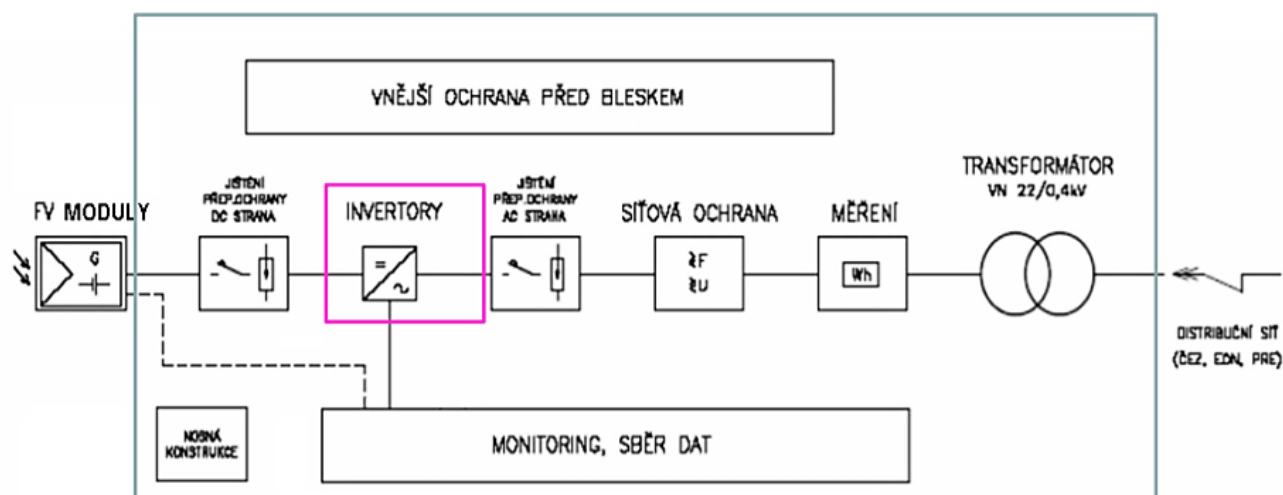 VNĚJŠÍ OCHRANA PŘED BLESKEM
FV MODULY
G
JIŠTĚNÍ
PŘEP.OCHRANY
DC STRANA
INVERTORY
=
~
JIŠTĚNÍ
PŘEP.OCHRANY
AC STRANA
SÍŤOVÁ OCHRANA
F
U
MĚŘENÍ
Wh
TRANSFORMÁTOR
VN 22/0,4kV
DISTRIBUČNÍ SÍŤ
(ČEZ, EON, PRE)
NOSNÁ
KONSTRUKCE
MONITORING, SBĚR DAT